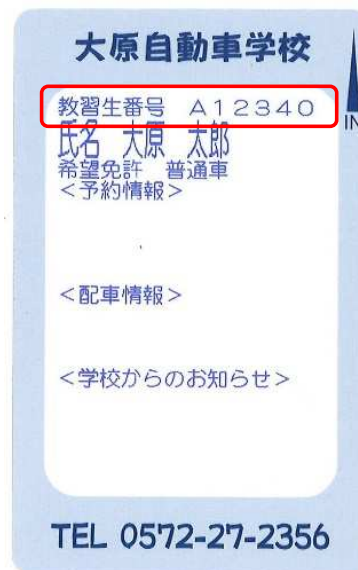 大原自動車学校
教習生番号　A12340
IN
氏名　大原　太郎
希望免許　普通車
<予約情報>
<配車情報>
<学校からのお知らせ>
TEL 0572-27-2356